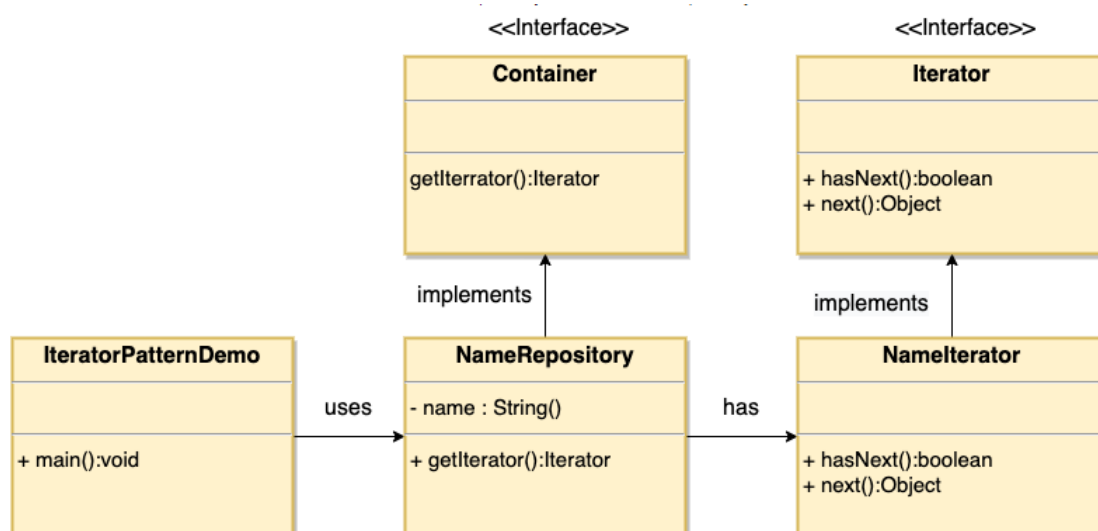 <<Interface>>
Container
getIterrator():Iterator
<<Interface>>
Iterator
+ hasNext():boolean
+ next():Object
implements
implements
IteratorPatternDemo
+ main():void
uses
NameRepository
- name : String()
+ getIterator():Iterator
has
NameIterator
+ hasNext():boolean
+ next():Object